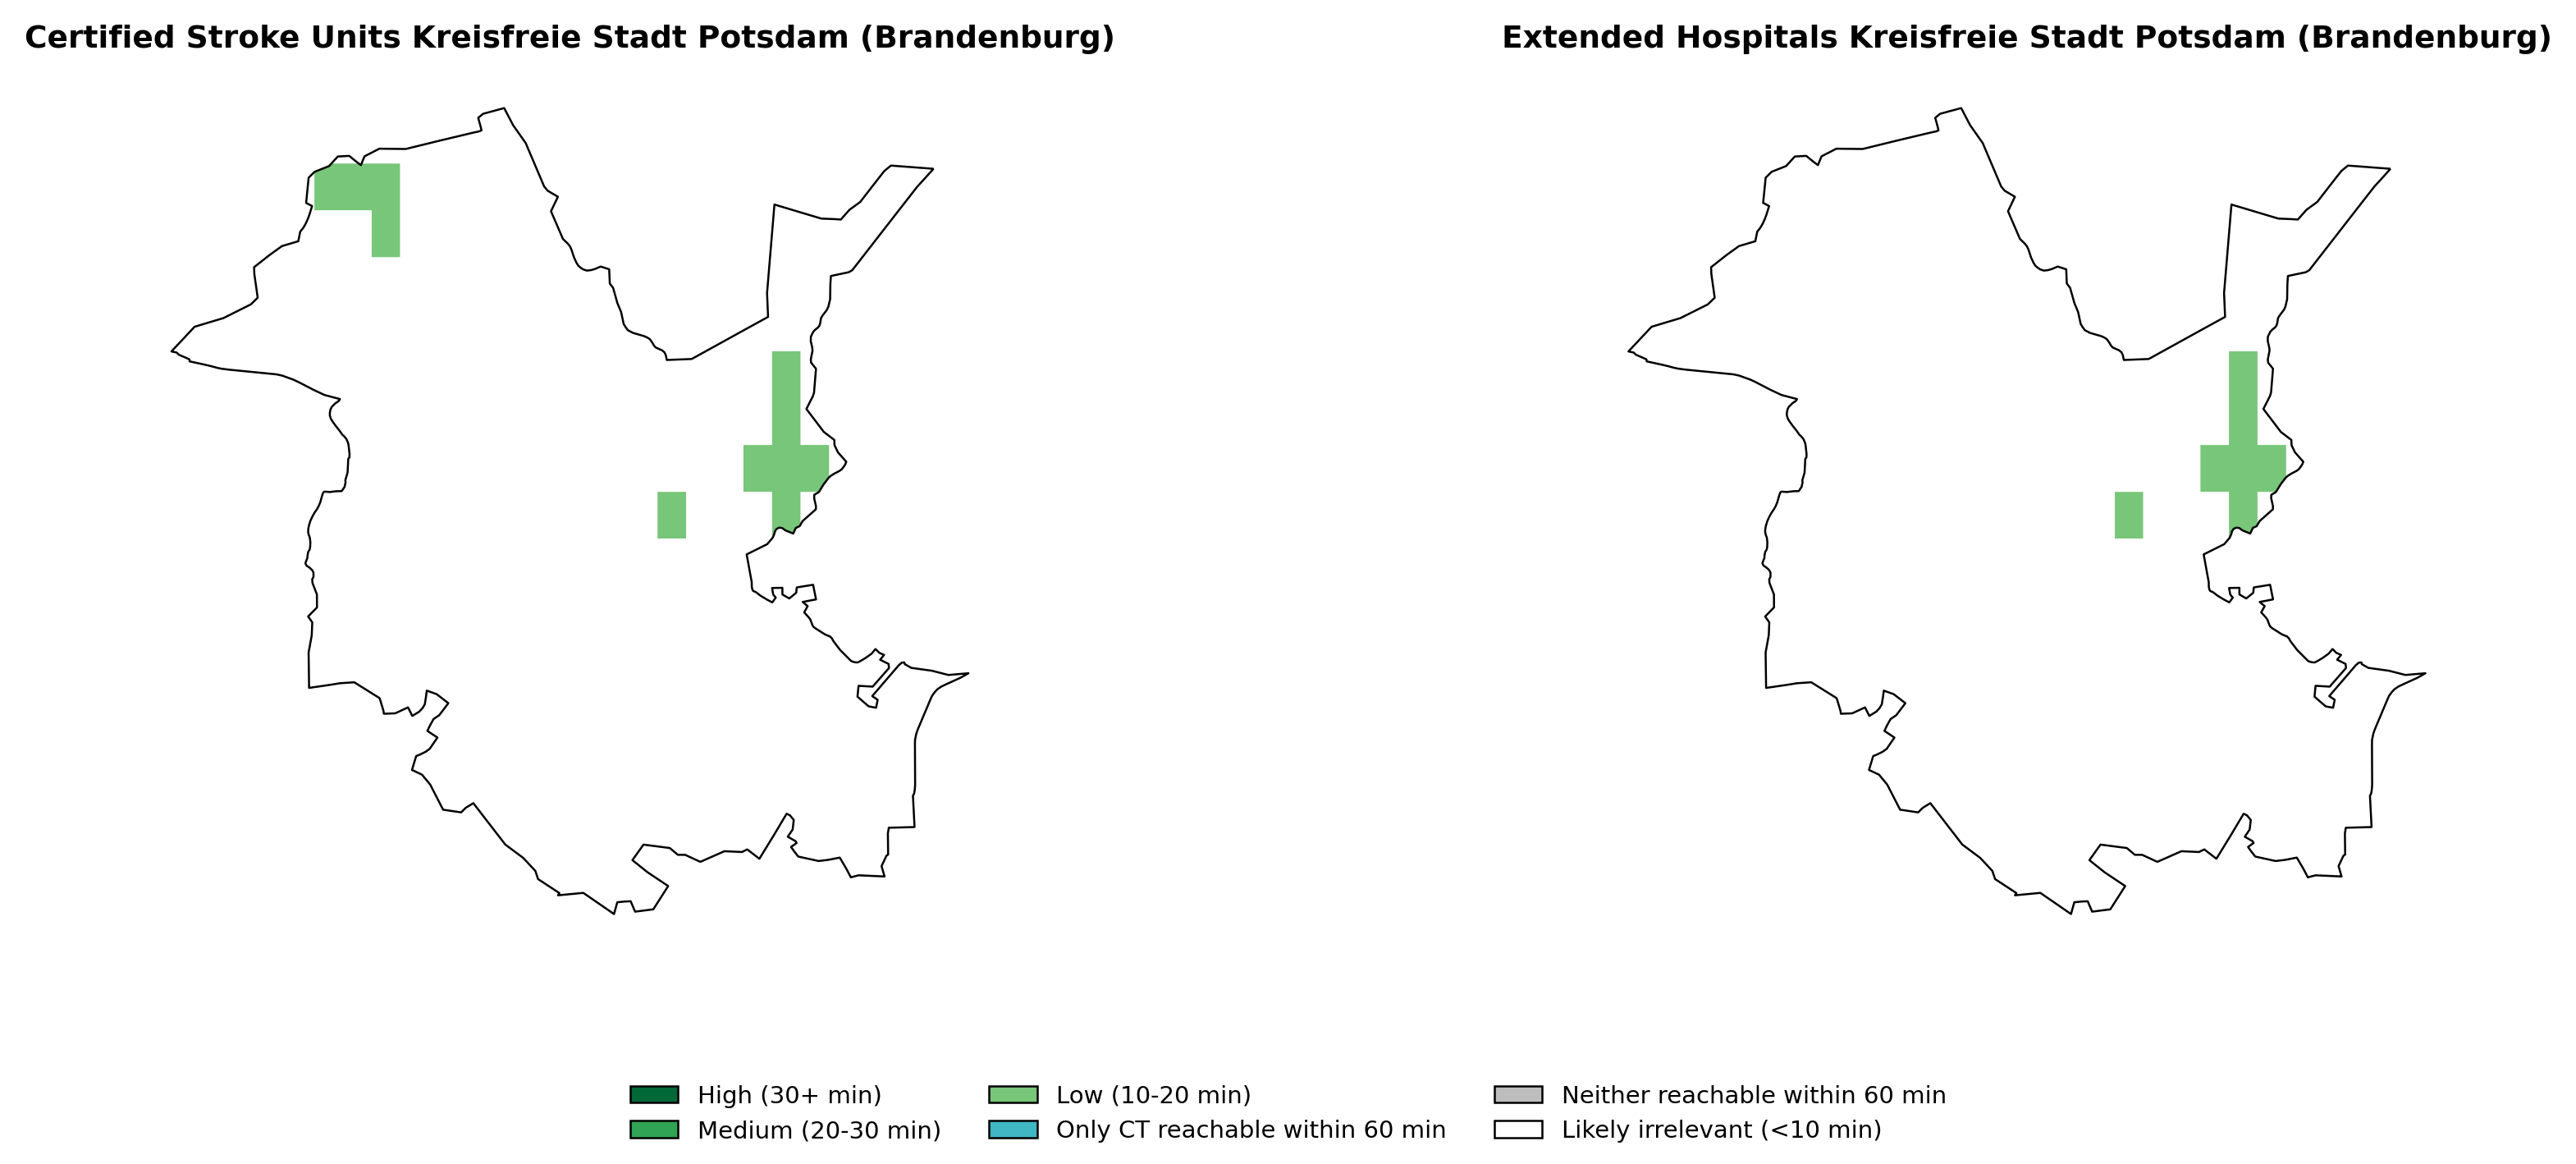 Certified Stroke Units Kreisfreie Stadt Potsdam (Brandenburg)
Extended Hospitals Kreisfreie Stadt Potsdam (Brandenburg)
High (30+ min)
Medium (20-30 min)
Low (10-20 min)
Only CT reachable within 60 min
Neither reachable within 60 min
Likely irrelevant (<10 min)